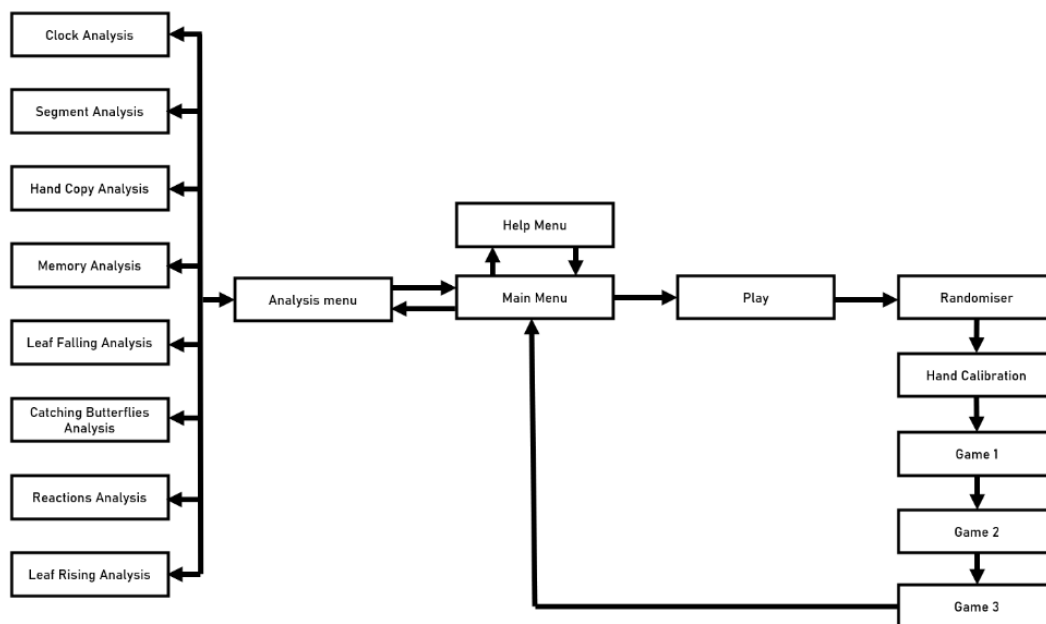 Clock Analysis
Segment Analysis
Hand Copy Analysis
Memory Analysis
Leaf Falling Analysis
Catching Butterflies
Analysis
Reactions Analysis
Leaf Rising Analysis
Analysis menu
Help Menu
Main Menu
Play
Randomiser
Hand Calibration
Game 1
Game 2
Game 3